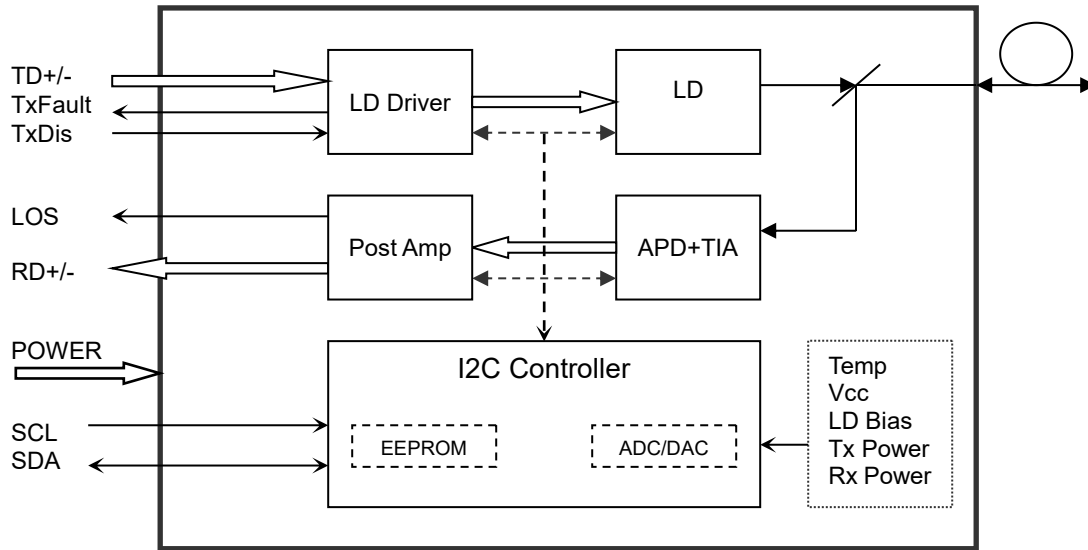 TD+/-
TxFault
TxDis
LD Driver
LD
LOS
RD+/-
Post Amp
APD+TIA
POWER
I2C Controller
SCL
SDA
EEPROM
ADC/DAC
Temp
Vcc
LD Bias
Tx Power
Rx Power